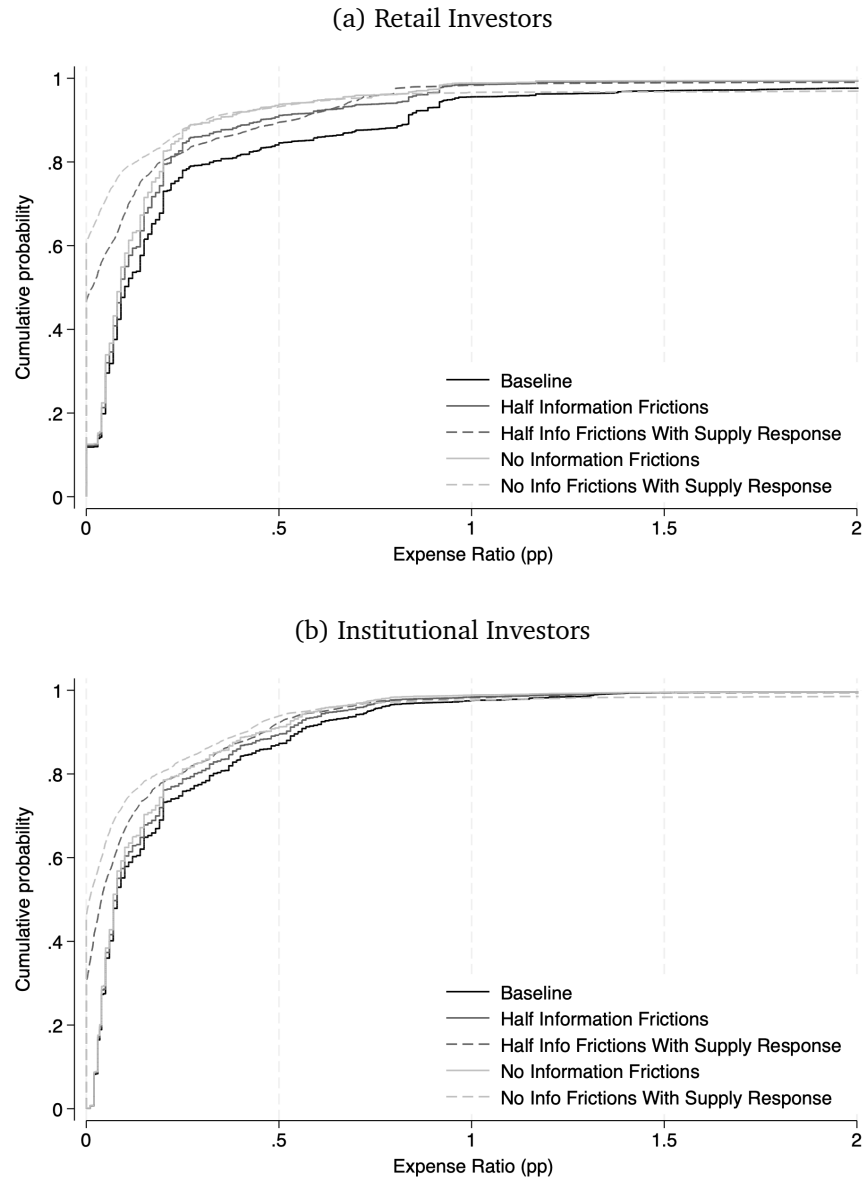 (a) Retail Investors
1
.8
.6
.4
.2
0
Cumulative probability
Baseline
Half Information Frictions
Half Info Frictions With Supply Response
No Information Frictions
No Info Frictions With Supply Response
0 .5 1 1.5 2
Expense Ratio (pp)
(b) Institutional Investors
1
.8
.6
.4
.2
0
Cumulative probability
Baseline
Half Information Frictions
Half Info Frictions With Supply Response
No Information Frictions
No Info Frictions With Supply Response
0 .5 1 1.5 2
Expense Ratio (pp)